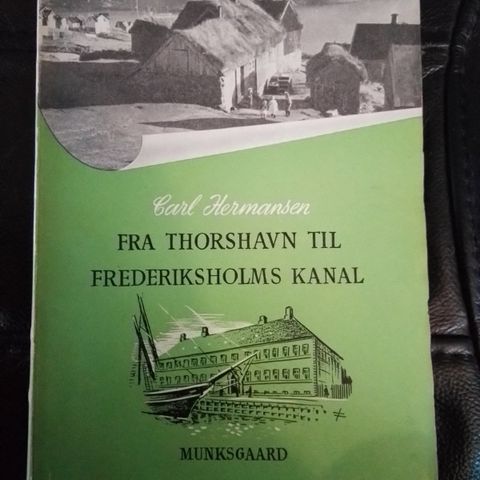 Carl Hermansen
FRA THORSHAVN TIL
FREDERIKSHOLMS KANAL
MUNKSGAARD